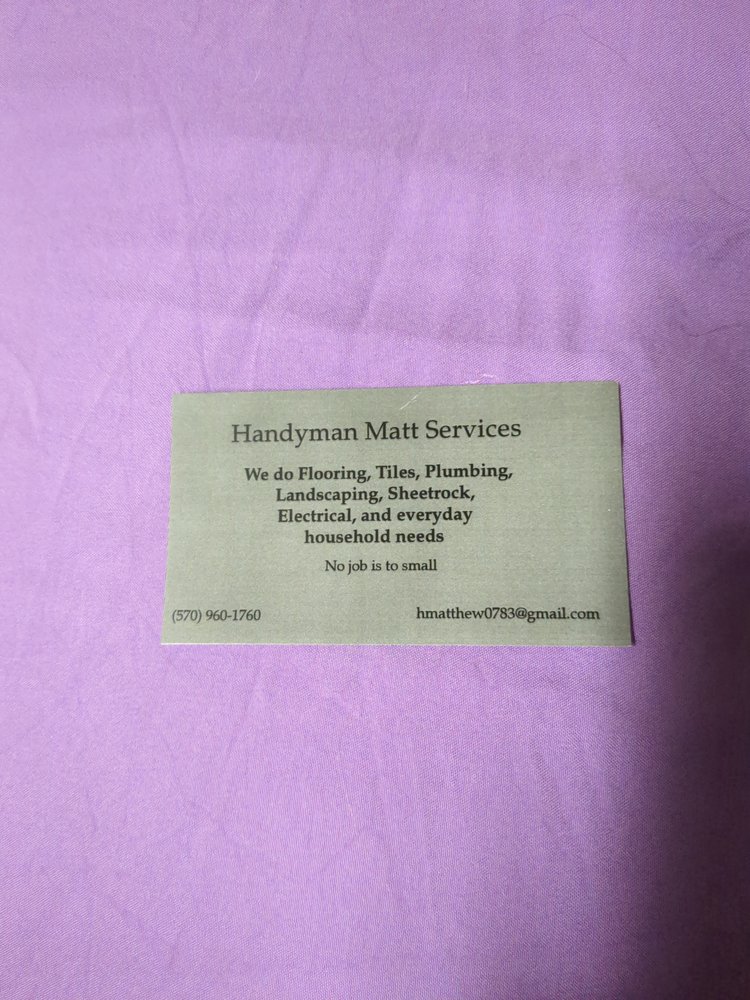 Handyman Matt Services
We do Flooring, Tiles, Plumbing,
Landscaping, Sheetrock,
Electrical, and everyday
household needs
No job is to small
(570) 960-1760
hmatthew0783@gmail.com